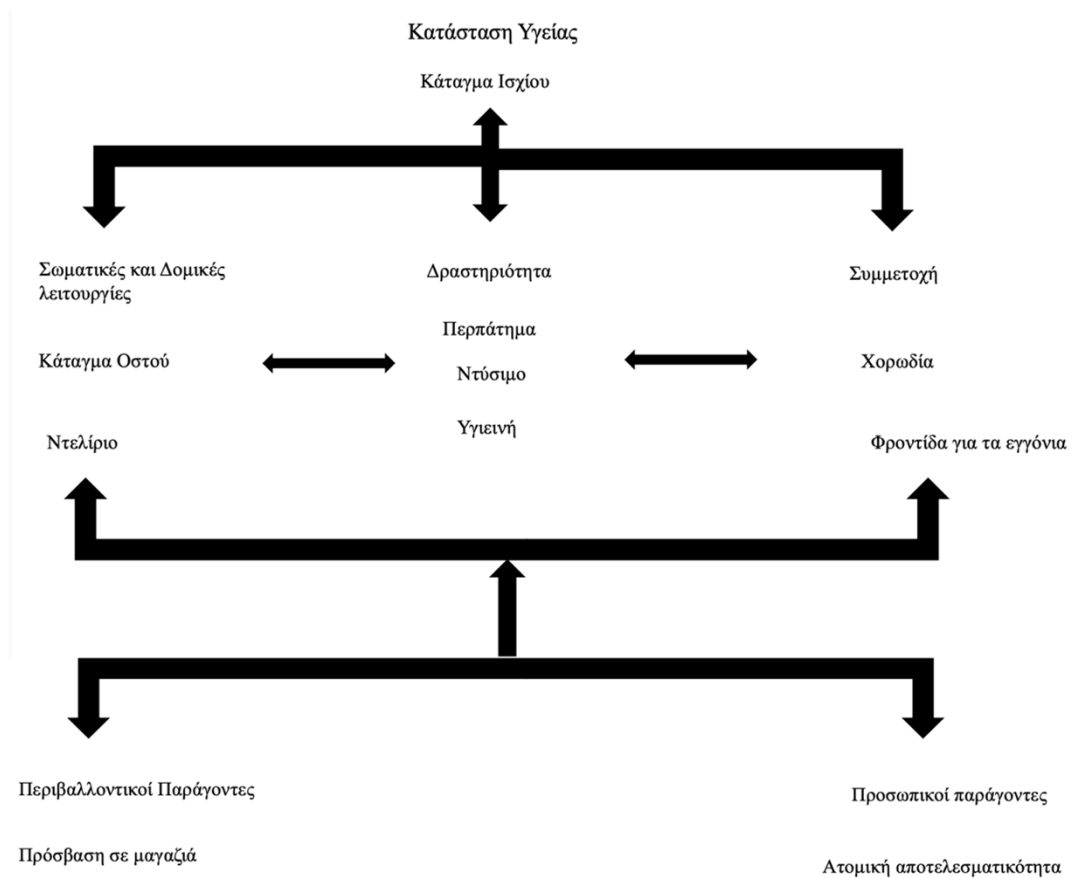 Κατάσταση Υγείας
Κάταγμα Ισχίου
Σωματικές και Δομικές
λειτουργίες
Δραστηριότητα
Συμμετοχή
Περπάτημα
Κάταγμα Οστού
Ντύσιμο
Χορωδία
Υγιεινή
Ντελίριο
Φροντίδα για τα εγγόνια
Περιβαλλοντικοί Παράγοντες
Προσωπικοί παράγοντες
Πρόσβαση σε μαγαζιά
Ατομική αποτελεσματικότητα